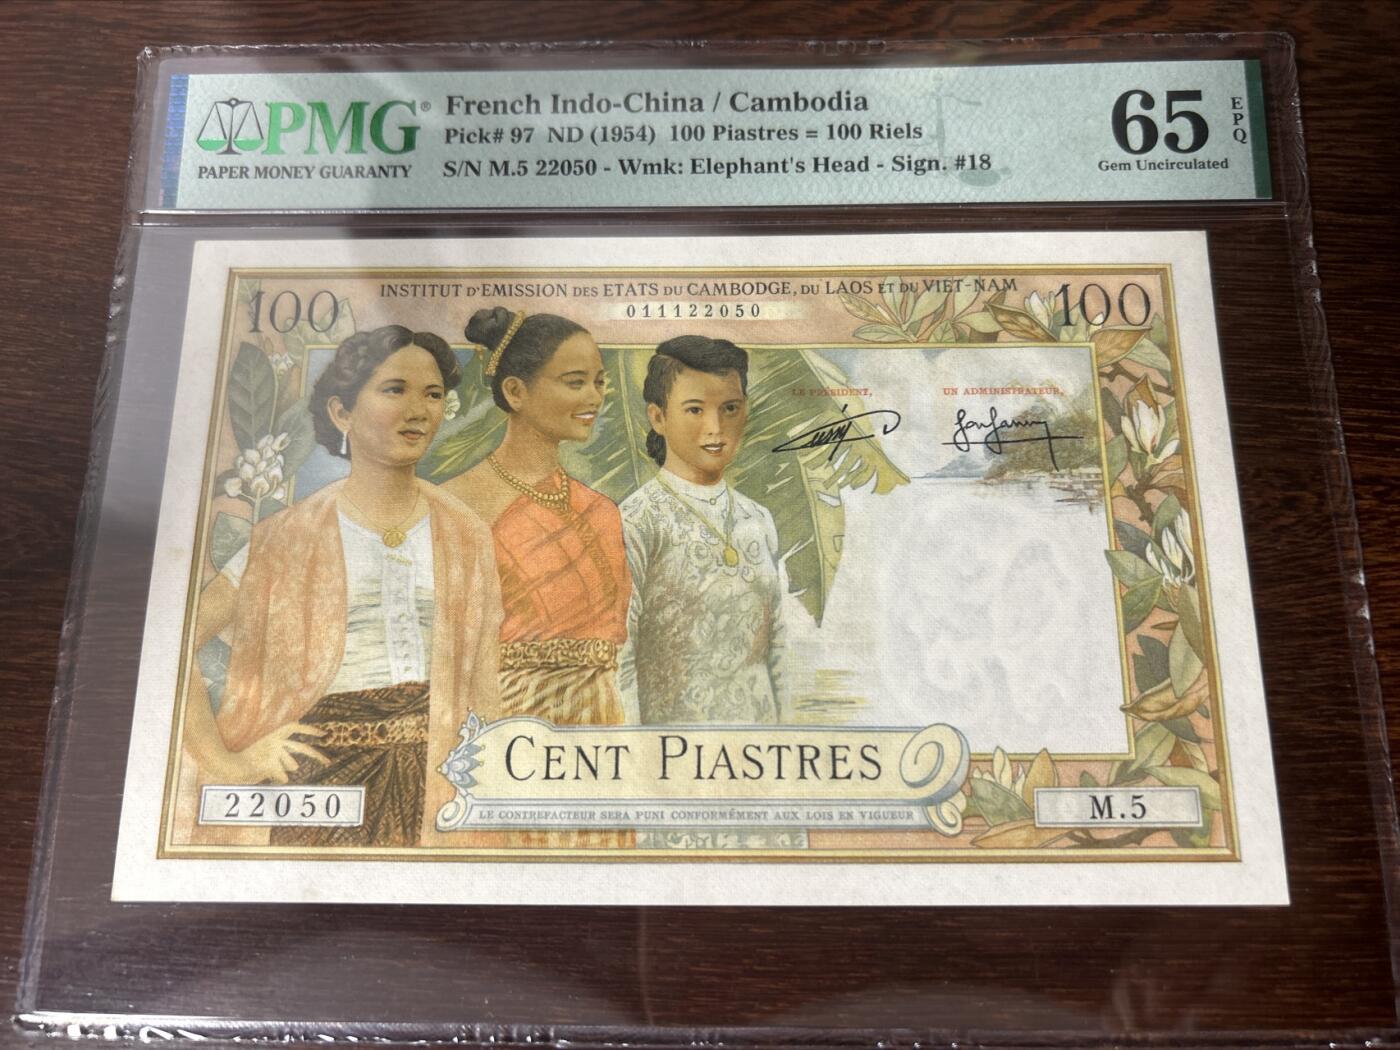 PMG®
PAPER MONEY GUARANTY
French Indo-China / Cambodia
Pick# 97 ND (1954) 100 Piastres = 100 Riels
S/N M.5 22050 - Wmk: Elephant's Head - Sign. #18
65
EPQ
Gem Uncirculated
100
INSTITUT D'EMISSION DES ETATS DU CAMBODGE, DU LAOS ET DU VIET-NAM
100
011122050
LE PRÉSIDENT,
UN ADMINISTRATEUR,
CENT PIASTRES
22050
LE CONTREFACTEUR SERA PUNI CONFORMÉMENT AUX LOIS EN VIGUEUR
M.5